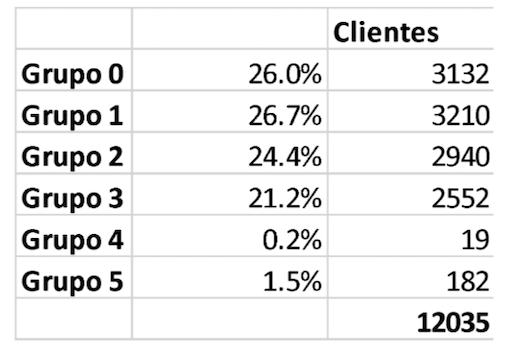 Clientes
Grupo 0 26.0% 3132
Grupo 1 26.7% 3210
Grupo 2 24.4% 2940
Grupo 3 21.2% 2552
Grupo 4 0.2% 19
Grupo 5 1.5% 182
12035